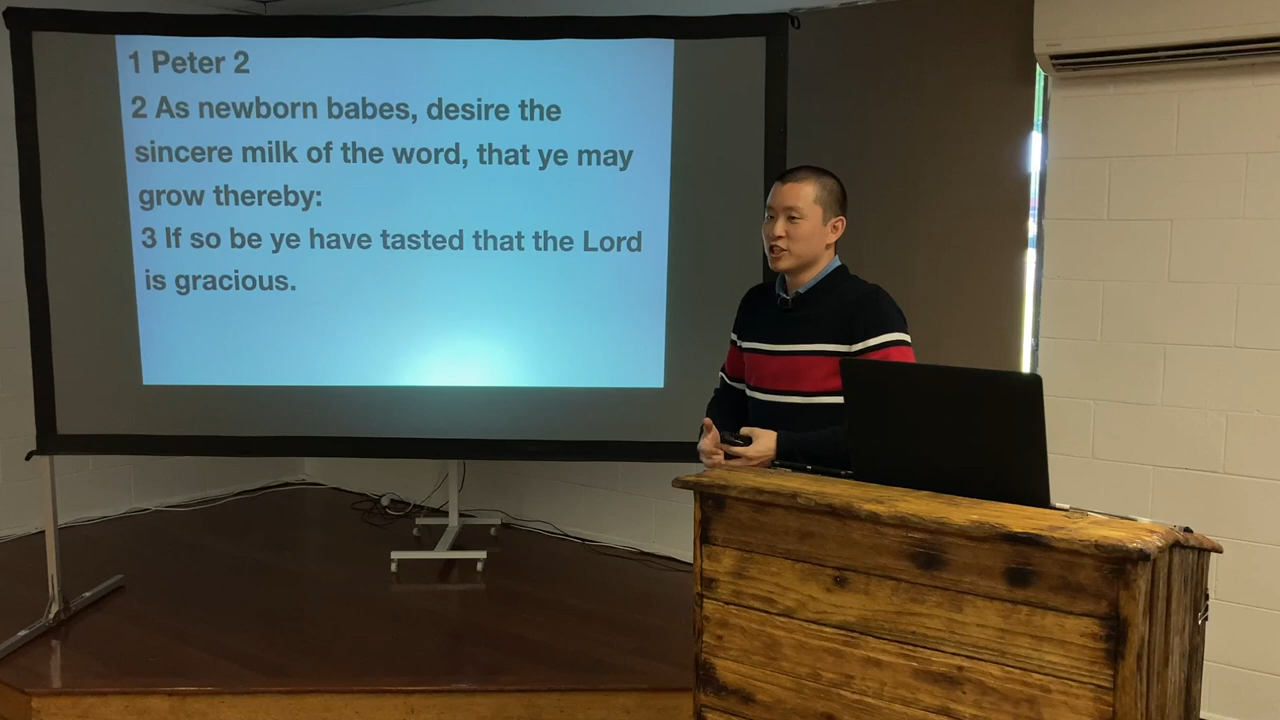 1 Peter 2
2 As newborn babes, desire the
sincere milk of the word, that ye may
grow thereby:
3 If so be ye have tasted that the Lord
is gracious.